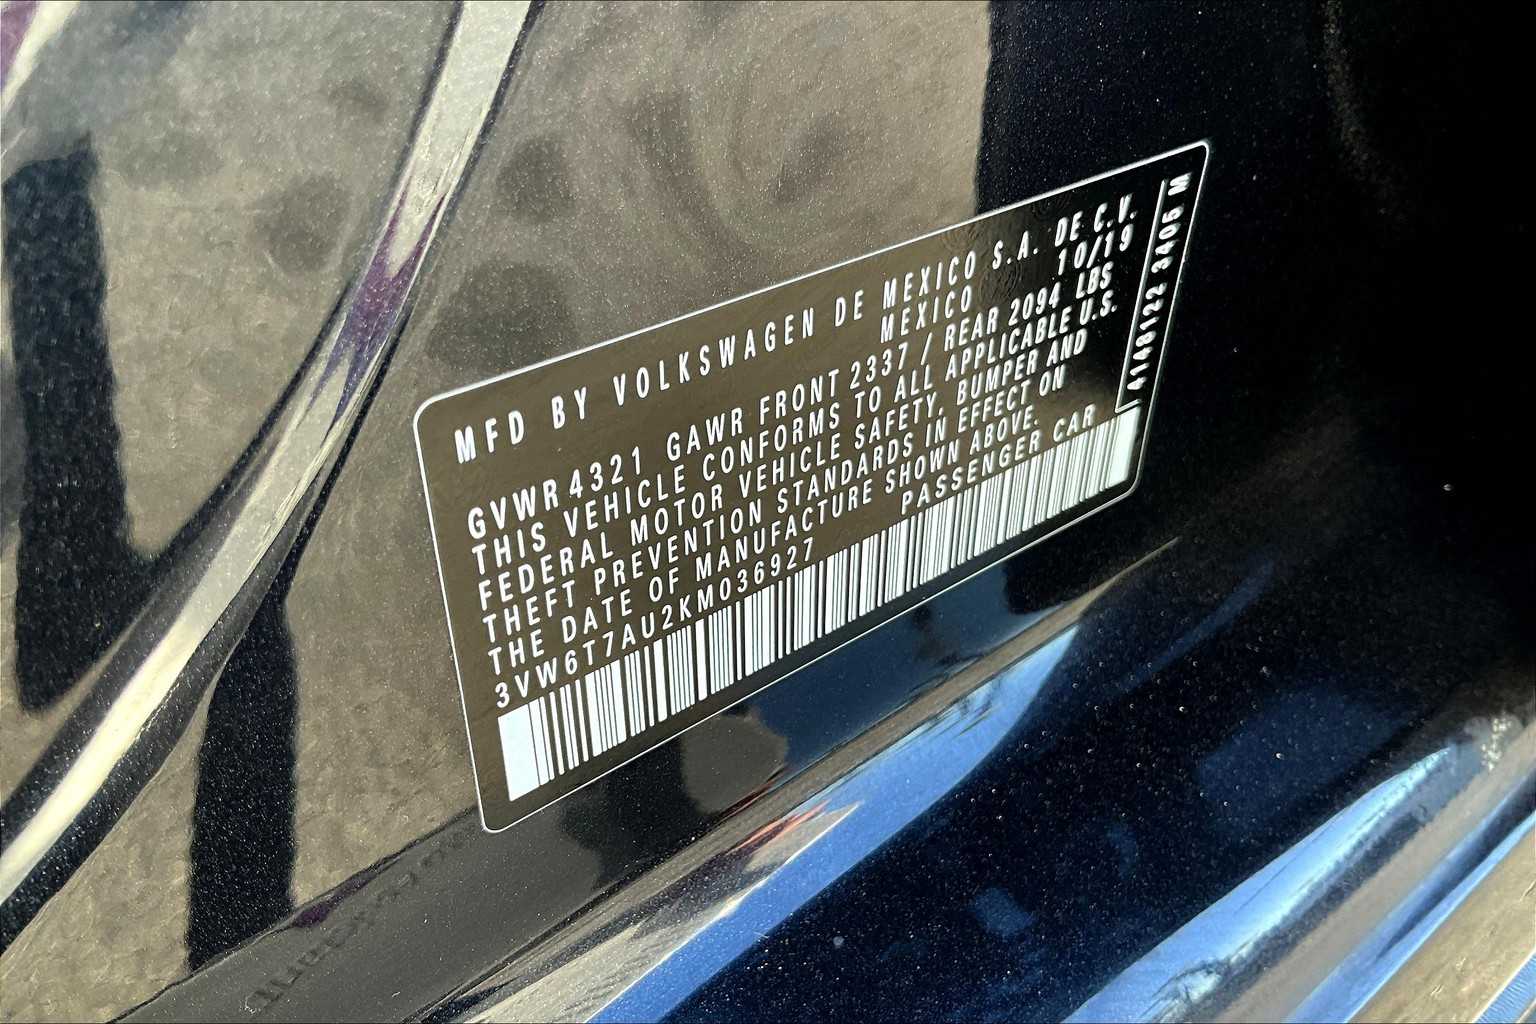 MFD BY VOLKSWAGEN DE MEXICO S.A. DE C.V.
MEXICO 10/19
GVWR 4321 GAWR FRONT 2337 / REAR 2094 LBS
THIS VEHICLE CONFORMS TO ALL APPLICABLE U.S.
FEDERAL MOTOR VEHICLE SAFETY, BUMPER AND
THEFT PREVENTION STANDARDS IN EFFECT ON
THE DATE OF MANUFACTURE SHOWN ABOVE.
3VW6T7AU2KM036927 PASSENGER CAR
4148122 3406 M